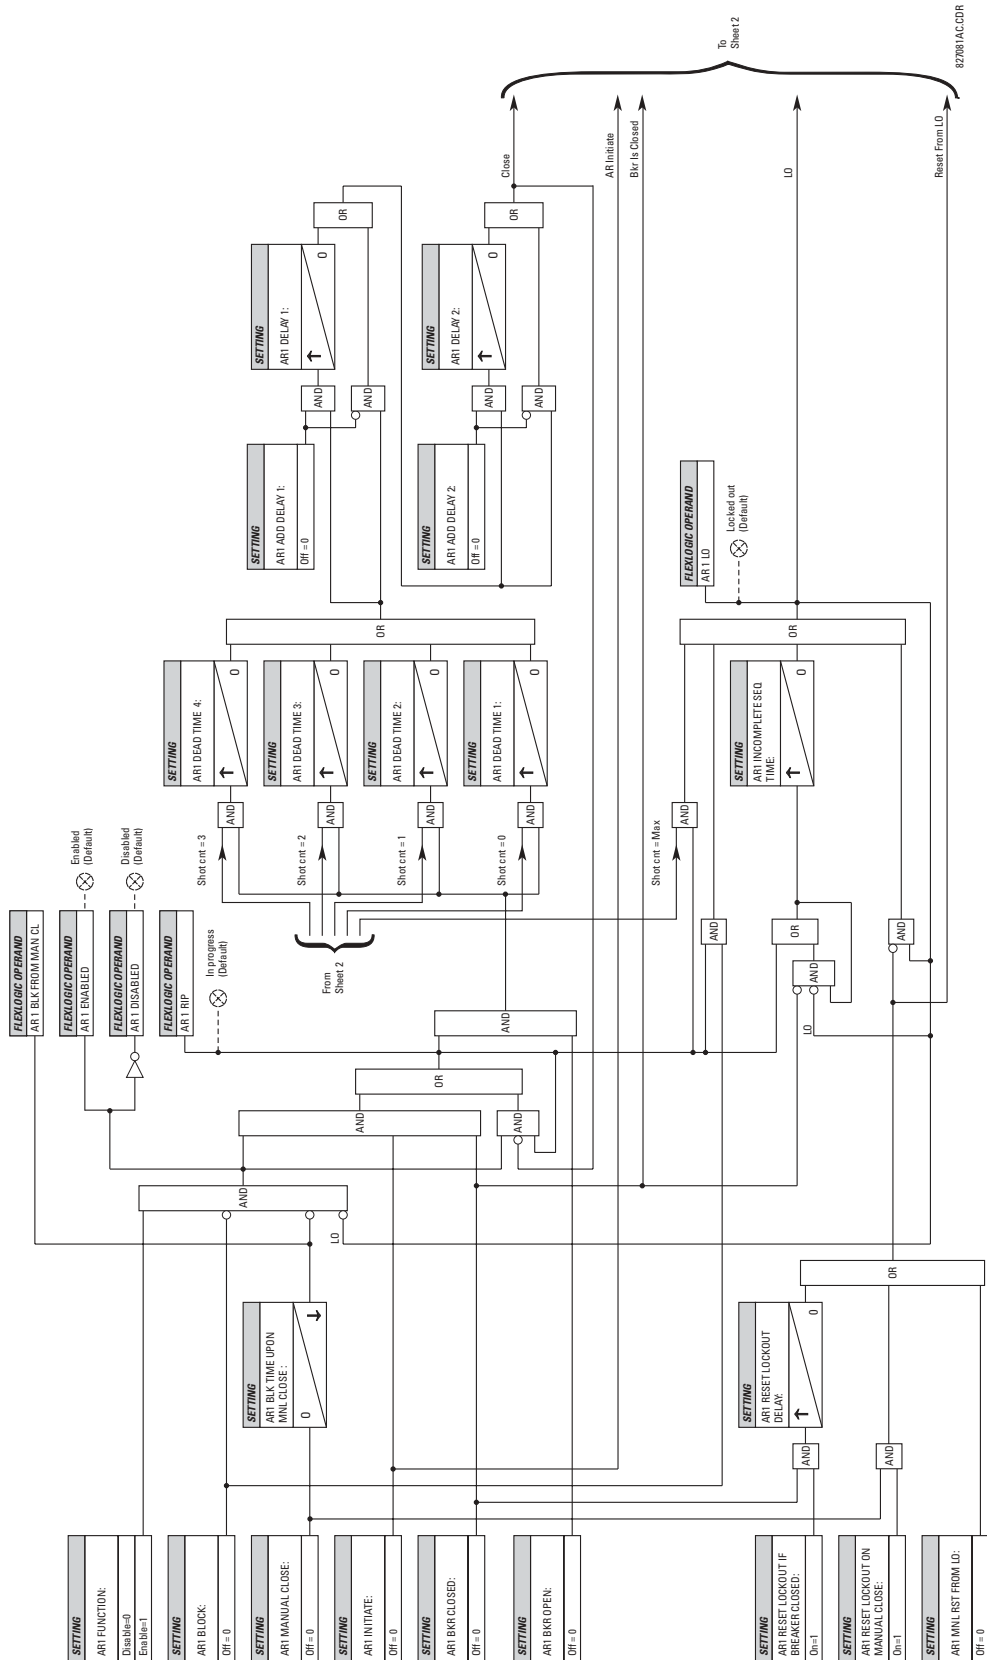 SETTING
AR1 FUNCTION:
Disable=0
Enable=1
SETTING
AR1 BLOCK:
Off = 0
SETTING
AR1 MANUAL CLOSE:
Off = 0
SETTING
AR1 INITIATE:
Off = 0
SETTING
AR1 BKR CLOSED:
Off = 0
SETTING
AR1 BKR OPEN:
Off = 0
SETTING
AR1 RESET LOCKOUT IF
BREAKER CLOSED:
On=1
SETTING
AR1 RESET LOCKOUT ON
MANUAL CLOSE:
On=1
SETTING
AR1 MNL RST FROM LO:
Off = 0
SETTING
AR1 BLK TIME UPON
MNL CLOSE :
0
SETTING
AR1 RESET LOCKOUT
DELAY:
0
AND
AND
OR
LO
AND
AND
AND
OR
AND
LO
AND
OR
AND
AND
FLEXLOGIC OPERAND
AR 1 BLK FROM MAN CL
FLEXLOGIC OPERAND
AR 1 ENABLED
Enabled
(Default)
FLEXLOGIC OPERAND
AR 1 DISABLED
Disabled
(Default)
FLEXLOGIC OPERAND
AR 1 RIP
In progress
(Default)
From
Sheet 2
Shot cnt = 3
Shot cnt = 2
Shot cnt = 1
Shot cnt = 0
Shot cnt = Max
AND
AND
AND
AND
AND
SETTING
AR1 DEAD TIME 4:
0
SETTING
AR1 DEAD TIME 3:
0
SETTING
AR1 DEAD TIME 2:
0
SETTING
AR1 DEAD TIME 1:
0
SETTING
AR1 INCOMPLETE SEQ
TIME:
0
OR
OR
FLEXLOGIC OPERAND
AR 1 LO
Locked out
(Default)
SETTING
AR1 ADD DELAY 1:
Off = 0
SETTING
AR1 ADD DELAY 2:
Off = 0
AND
AND
AND
AND
SETTING
AR1 DELAY 1:
0
SETTING
AR1 DELAY 2:
0
OR
OR
Close
AR Initiate
Bkr Is Closed
LO
Reset From LO
To
Sheet 2
827081AC.CDR